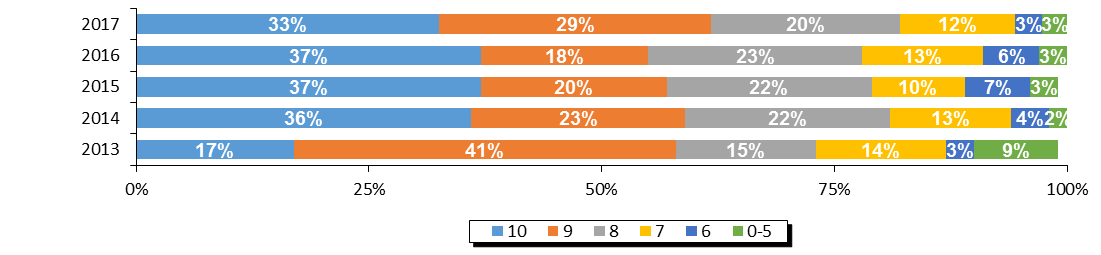 2017 33% 29% 20% 12% 3% 3%
2016 37% 18% 23% 13% 6% 3%
2015 37% 20% 22% 10% 7% 3%
2014 36% 23% 22% 13% 4% 2%
2013 17% 41% 15% 14% 3% 9%
0% 25% 50% 75% 100%
10 9 8 7 6 0-5